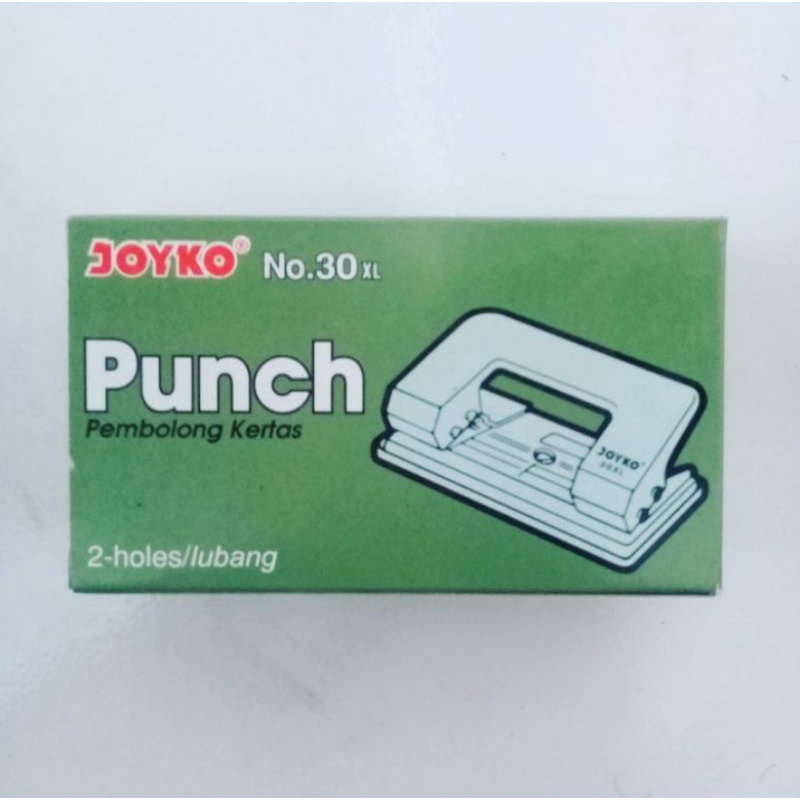 JOYKO® No.30 XL
Punch
Pembolong Kertas
JOYKO®
30XL
2-holes/lubang